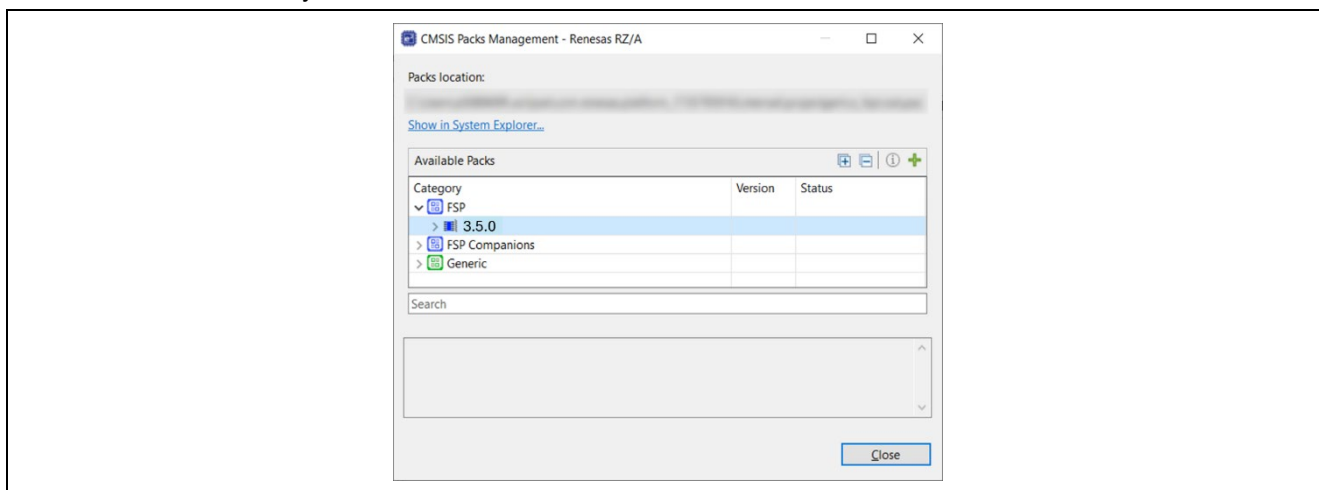 CMSIS Packs Management - Renesas RZ/A
Packs location:
Show in System Explorer...
Available Packs
Category Version Status
FSP
3.5.0
FSP Companions
Generic
Search
Close